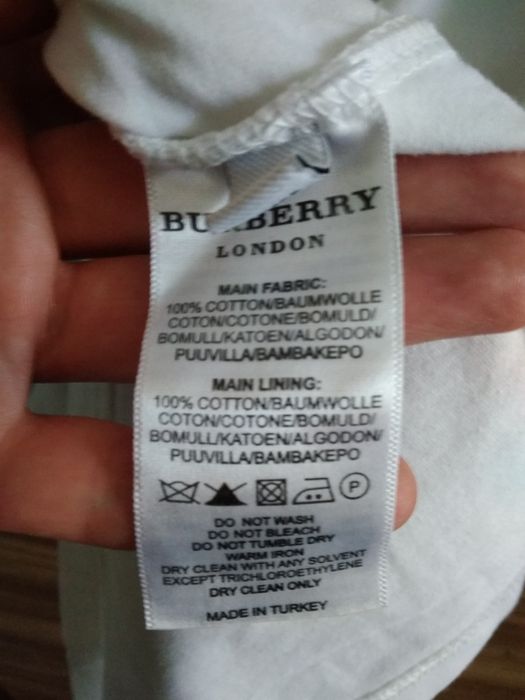 BURBERRY
LONDON
MAIN FABRIC:
100% COTTON/BAUMWOLLE
COTON/COTONE/BOMULD/
BOMULL/KATOEN/ALGODON/
PUUVILLA/BAMBAKEPO
MAIN LINING:
100% COTTON/BAUMWOLLE
COTON/COTONE/BOMULD/
BOMULL/KATOEN/ALGODON/
PUUVILLA/BAMBAKEPO
P
DO NOT WASH
DO NOT BLEACH
DO NOT TUMBLE DRY
WARM IRON
DRY CLEAN WITH ANY SOLVENT
EXCEPT TRICHLOROETHYLENE
DRY CLEAN ONLY
MADE IN TURKEY